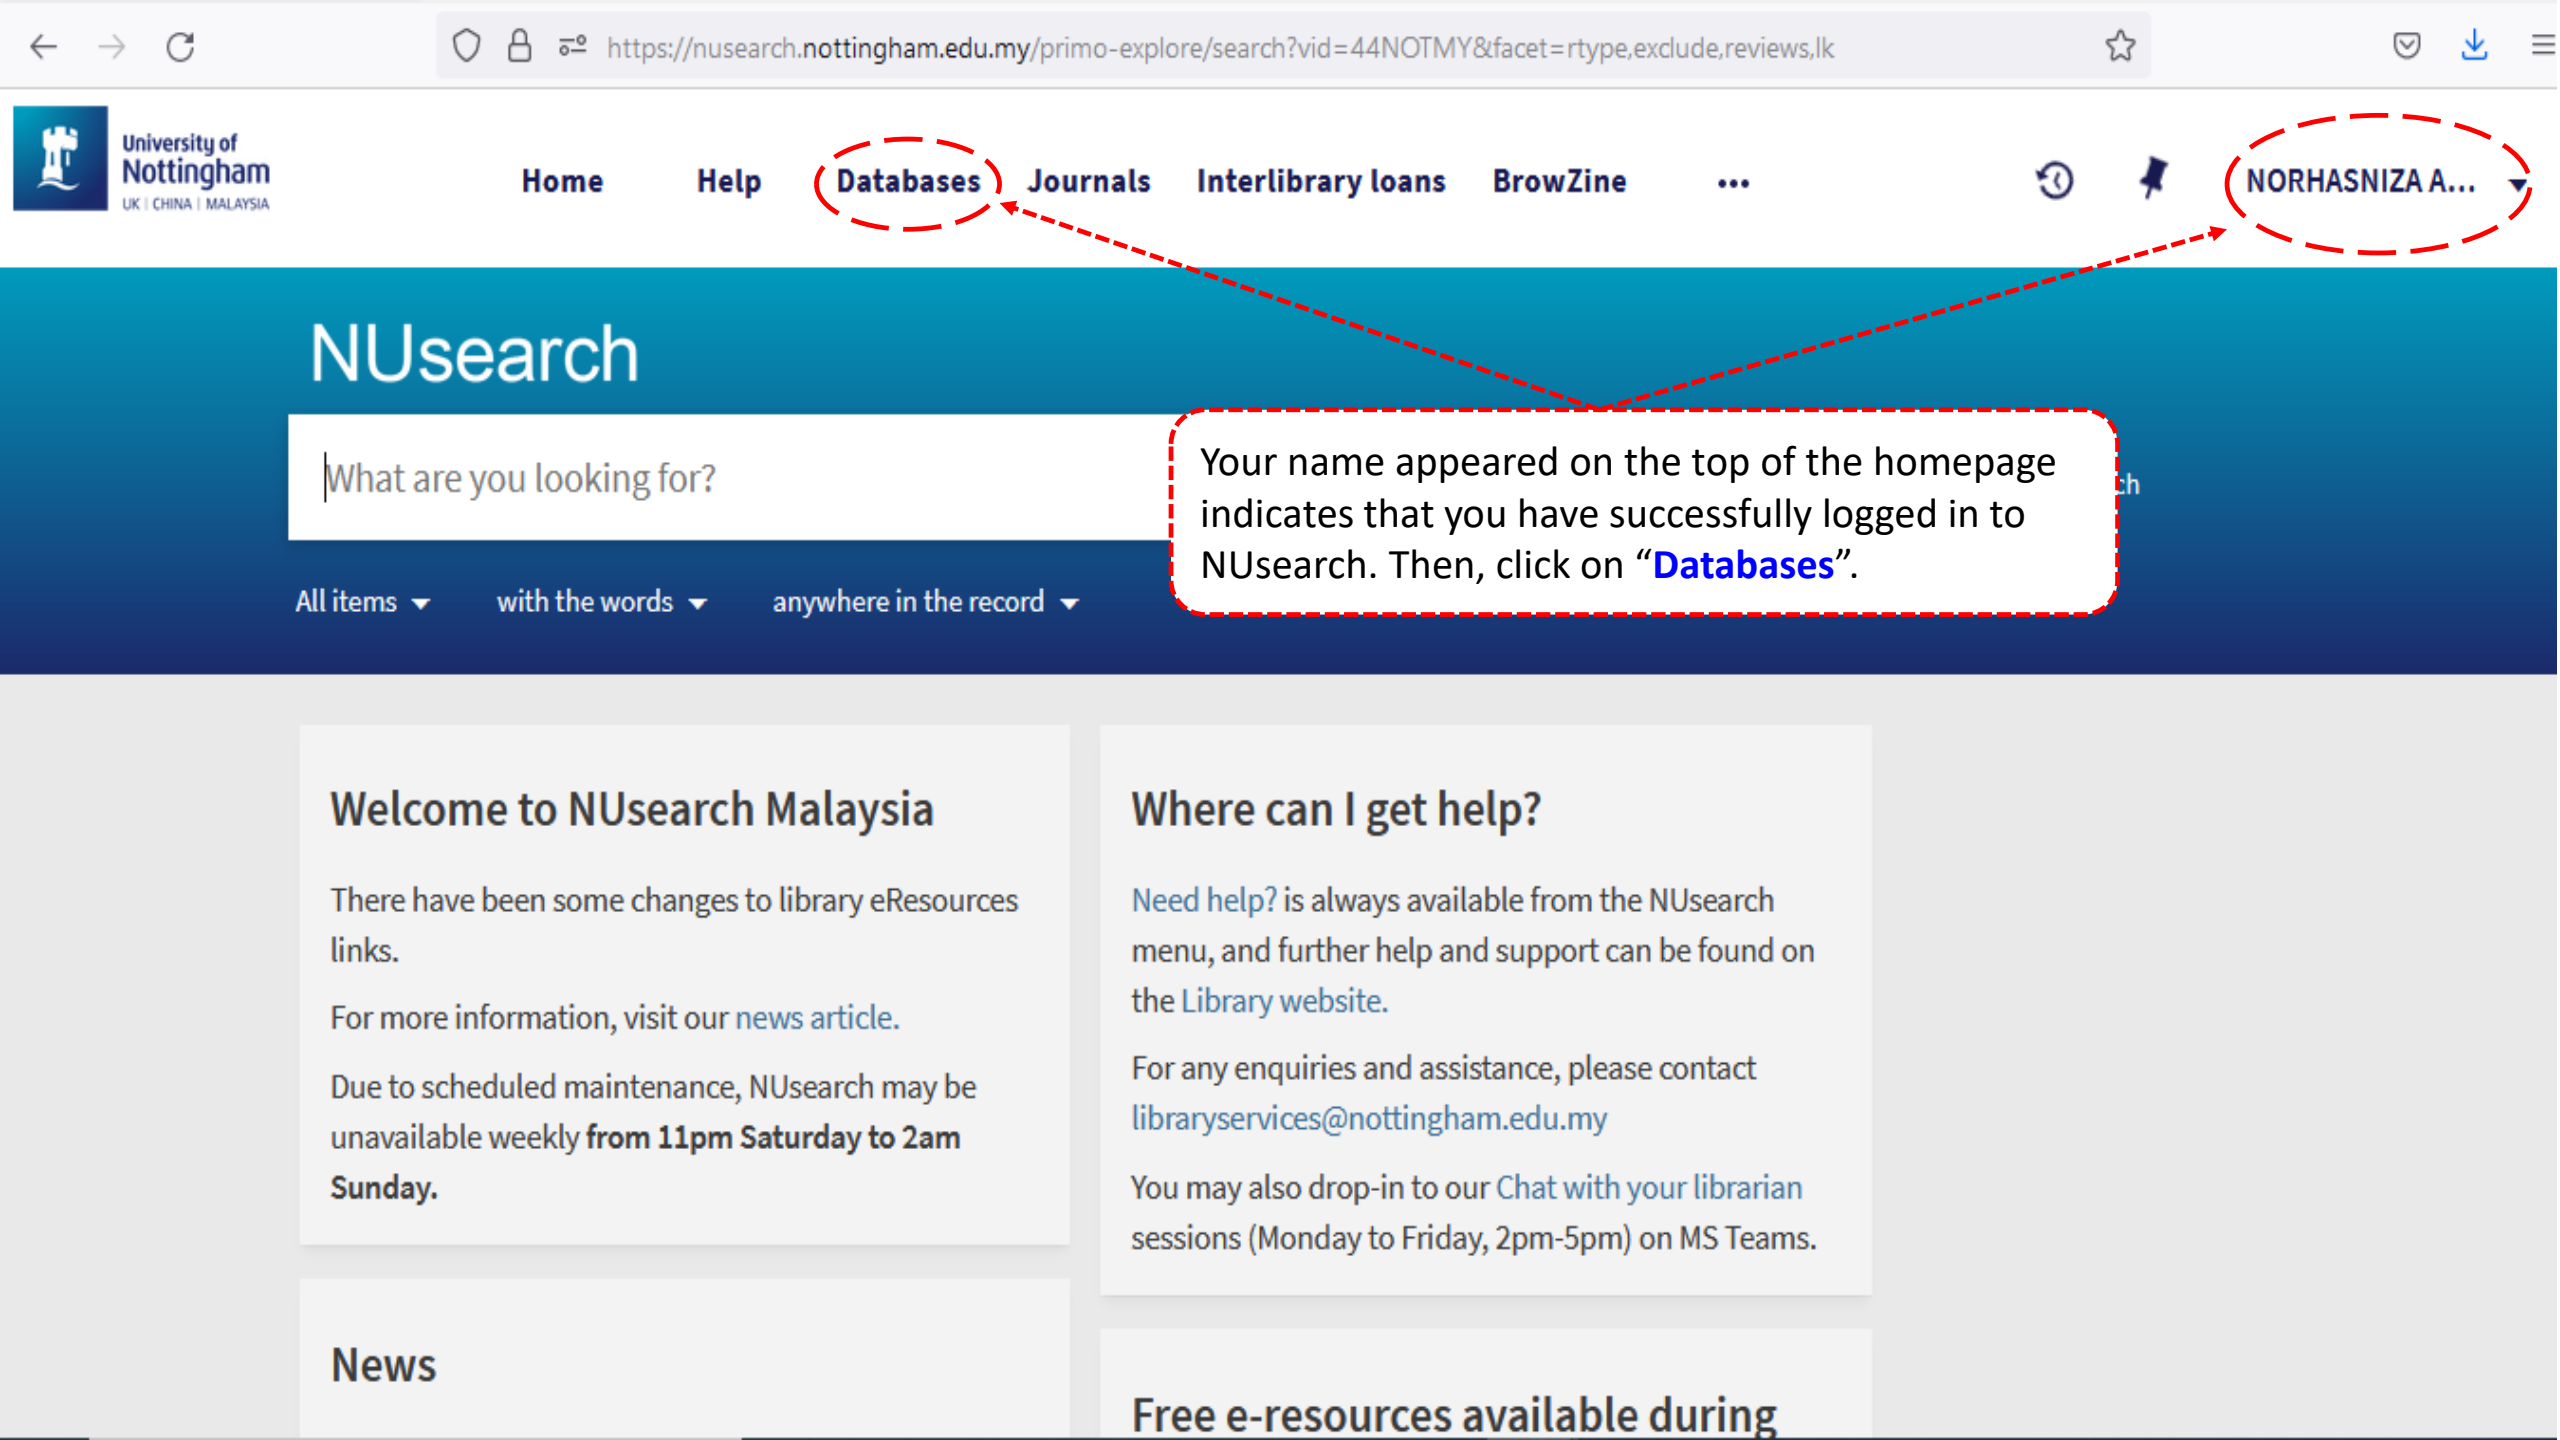 https://nusearch.nottingham.edu.my/primo-explore/search?vid=44NOTMY&facet=rtype,exclude,reviews,lk
University of
Nottingham
UK | CHINA | MALAYSIA
Home Help Databases Journals Interlibrary loans BrowZine ...
NORHASNIZA A...
NUsearch
What are you looking for?
Your name appeared on the top of the homepage
indicates that you have successfully logged in to
NUsearch. Then, click on “Databases”.
ch
All items with the words anywhere in the record
Welcome to NUsearch Malaysia
There have been some changes to library eResources
links.
For more information, visit our news article.
Due to scheduled maintenance, NUsearch may be
unavailable weekly from 11pm Saturday to 2am
Sunday.
News
Where can I get help?
Need help? is always available from the NUsearch
menu, and further help and support can be found on
the Library website.
For any enquiries and assistance, please contact
libraryservices@nottingham.edu.my
You may also drop-in to our Chat with your librarian
sessions (Monday to Friday, 2pm-5pm) on MS Teams.
Free e-resources available during